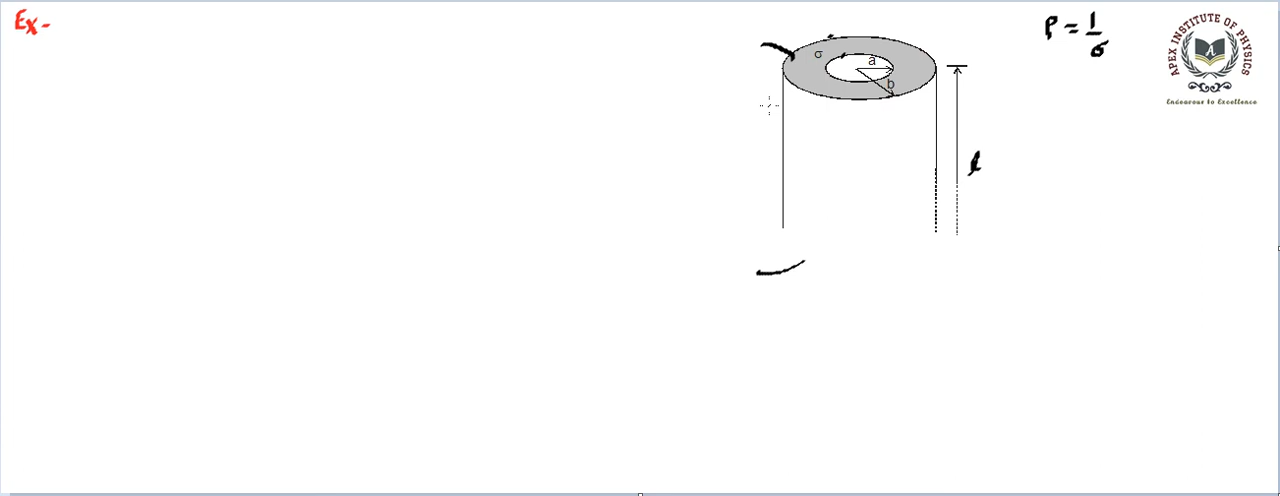 Ex-
σ
a
b
l
ρ = 1/σ
APEX INSTITUTE OF PHYSICS
A
Endeavour to Excellence